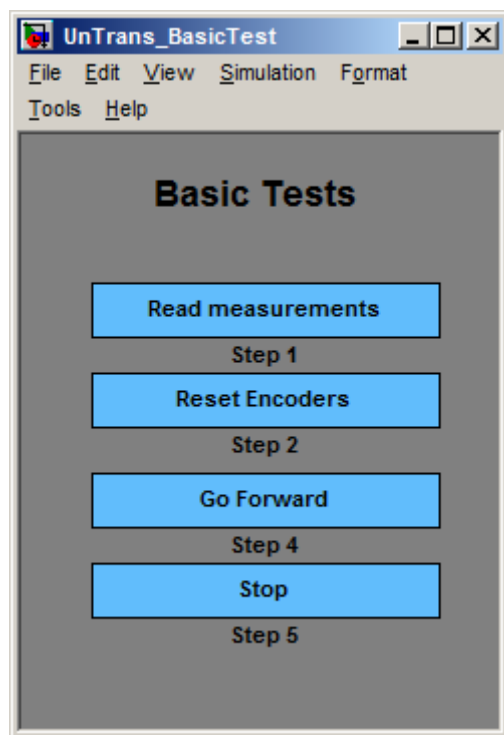 UnTrans_BasicTest
File Edit View Simulation Format
Tools Help
Basic Tests
Read measurements
Step 1
Reset Encoders
Step 2
Go Forward
Step 4
Stop
Step 5